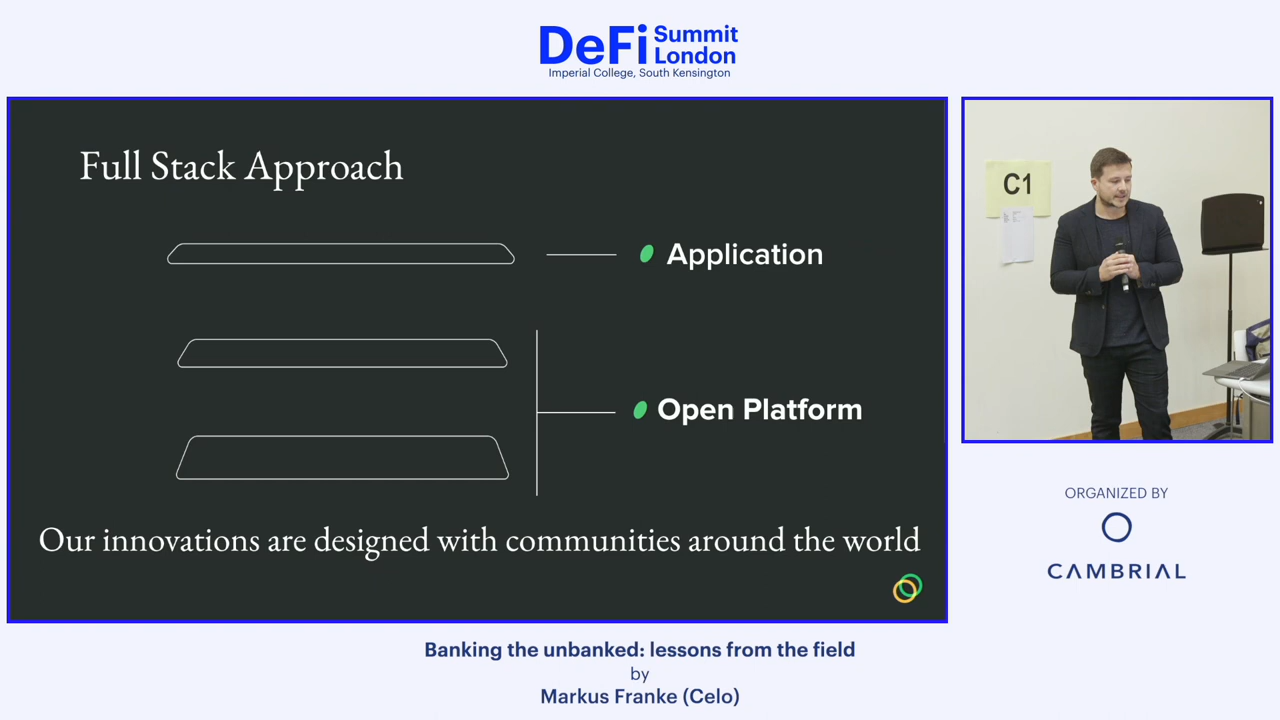 DeFi Summit
London
Imperial College, South Kensington
Full Stack Approach
Application
Open Platform
Our innovations are designed with communities around the world
C1
ORGANIZED BY
CAMBRIAL
Banking the unbanked: lessons from the field
by
Markus Franke (Celo)